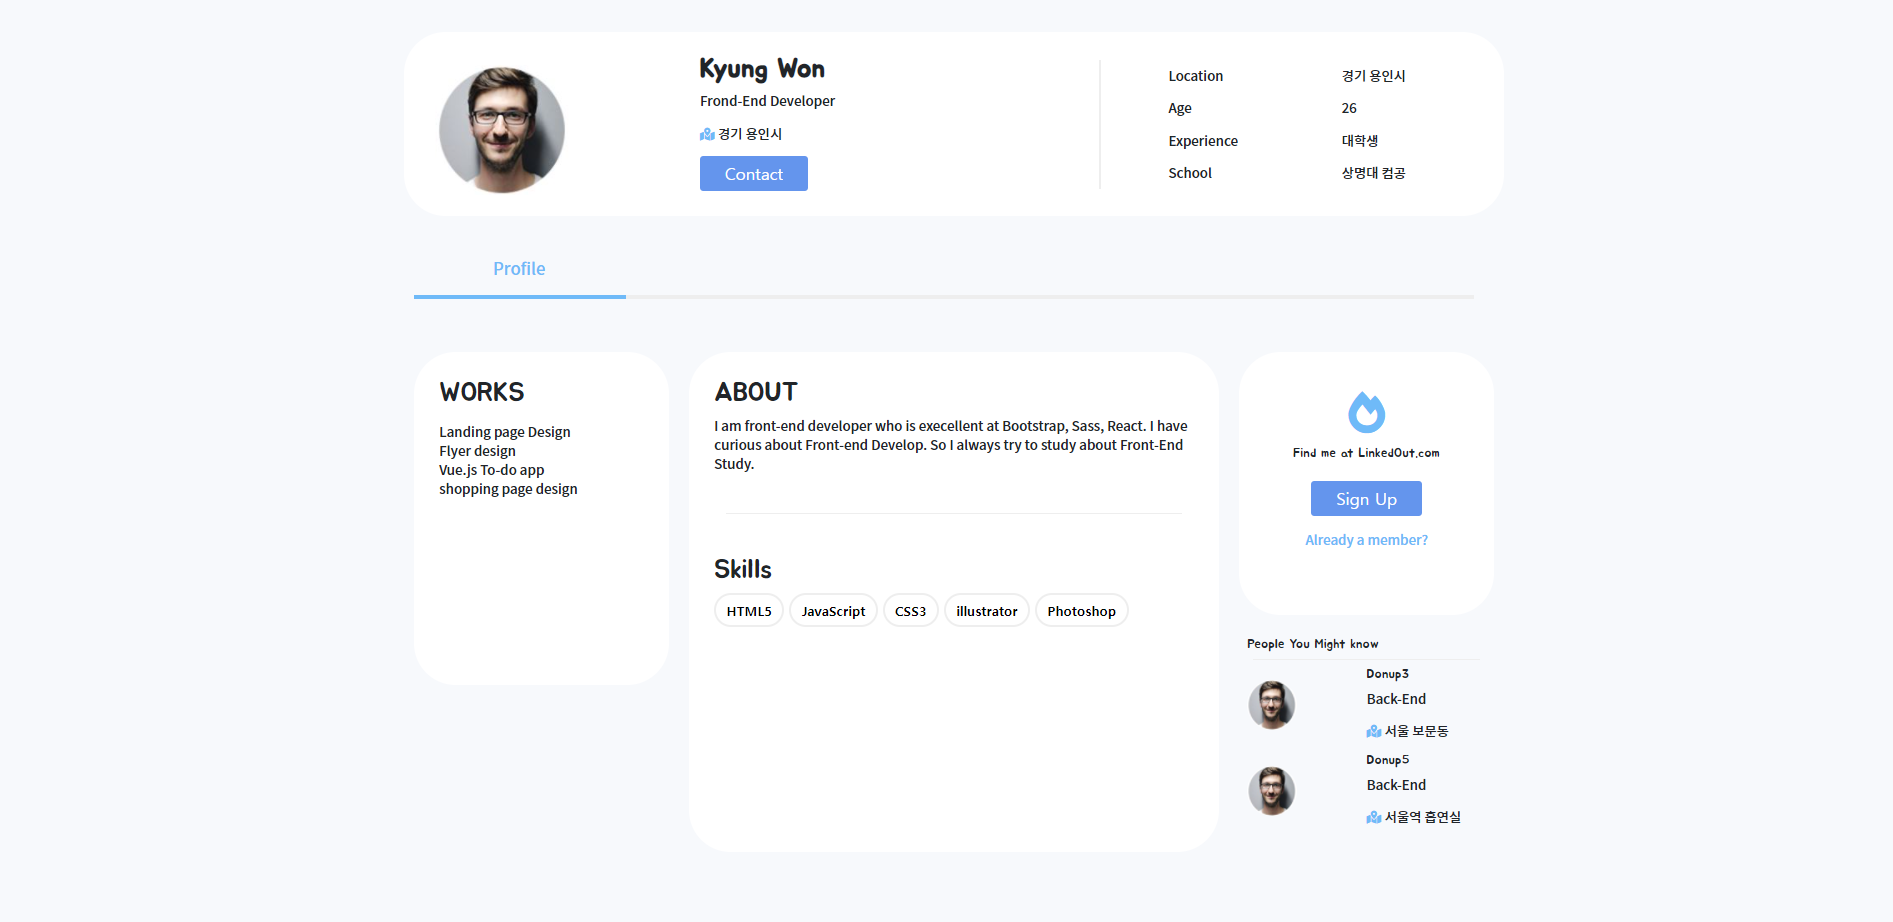 Kyung Won
Frond-End Developer
경기 용인시
Contact
Location 경기 용인시
Age 26
Experience 대학생
School 상명대 컴공
Profile
WORKS
Landing page Design
Flyer design
Vue.js To-do app
shopping page design
ABOUT
I am front-end developer who is execellent at Bootstrap, Sass, React. I have
curious about Front-end Develop. So I always try to study about Front-End
Study.
Skills
HTML5 JavaScript CSS3 illustrator Photoshop
Find me at LinkedOut.com
Sign Up
Already a member?
People You Might know
Donup3
Back-End
서울 보문동
Donup5
Back-End
서울역 흡연실